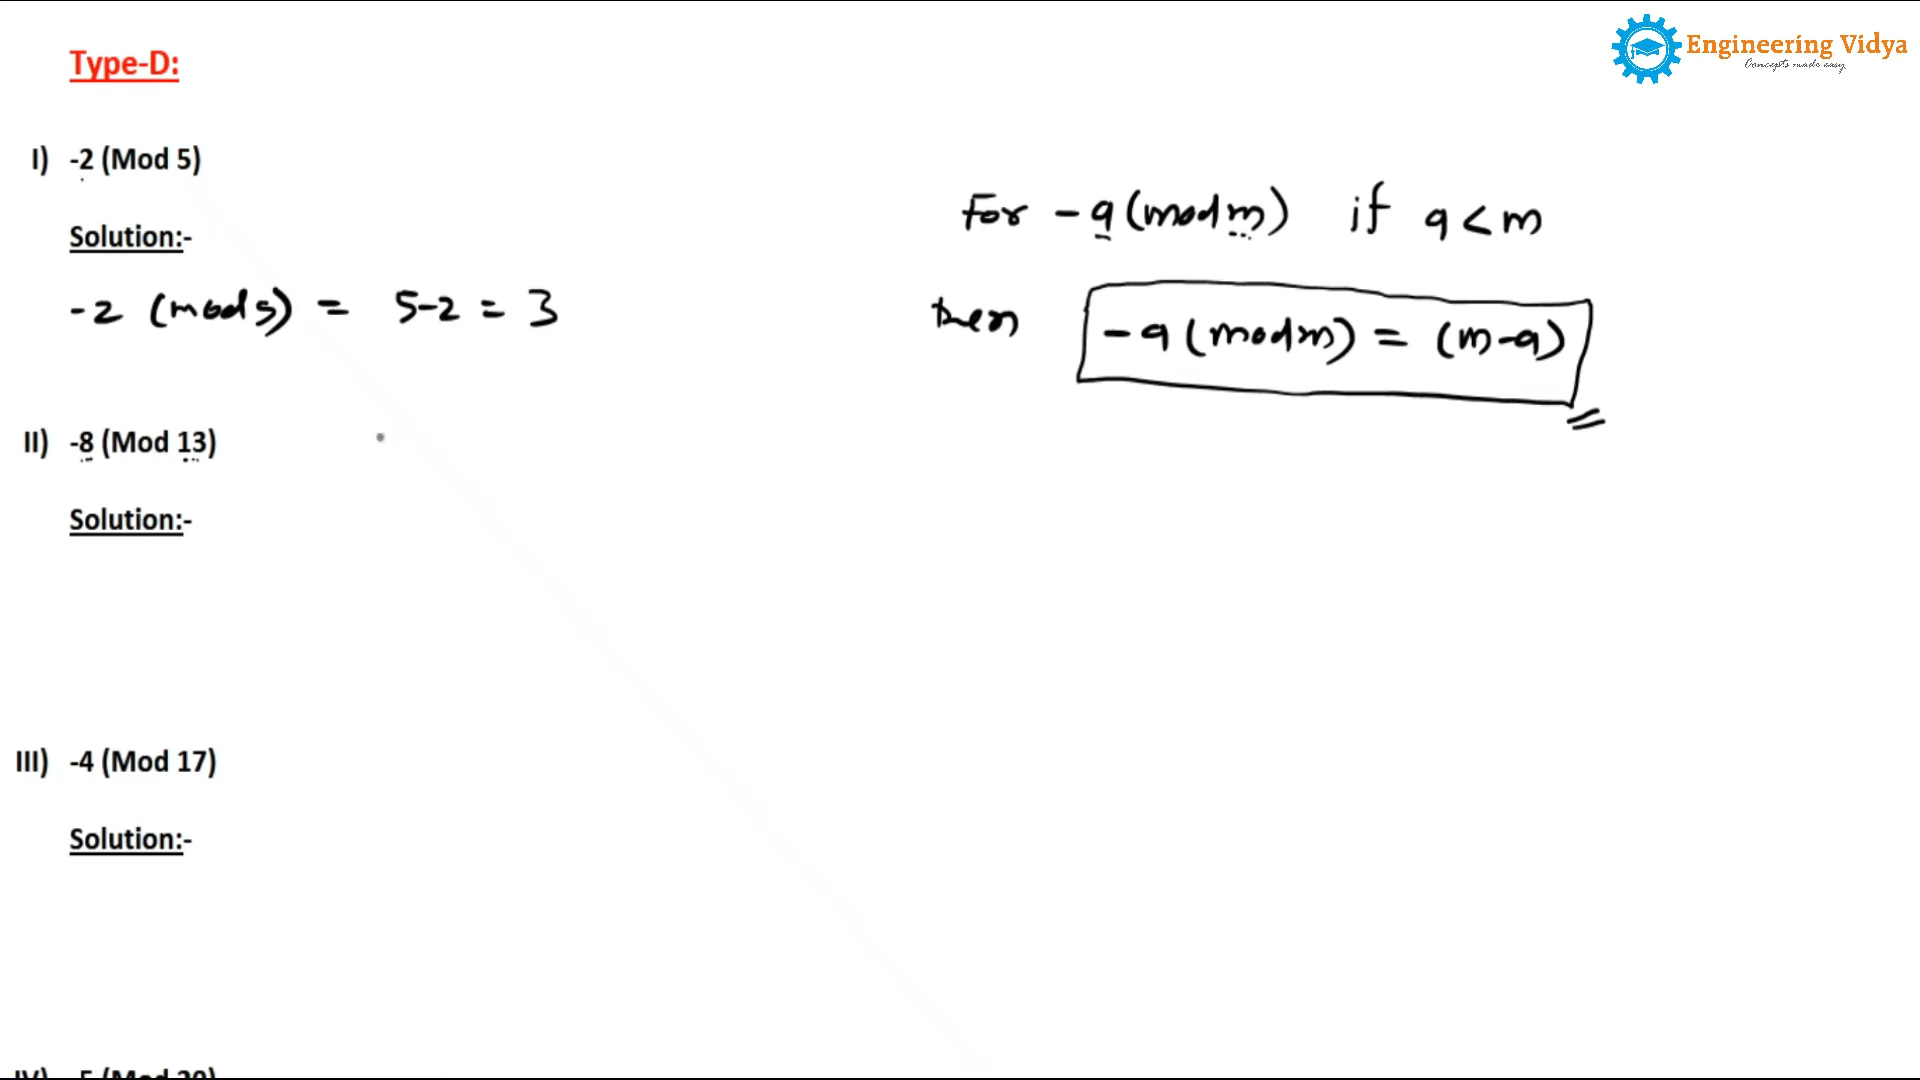 Engineering Vidya
Concepts made easy
Type-D:
I) -2 (Mod 5)
Solution:-
-2 (mod 5) = 5-2 = 3
For -a (mod m) if a < m
then -a (mod m) = (m-a)
II) -8 (Mod 13)
Solution:-
III) -4 (Mod 17)
Solution:-